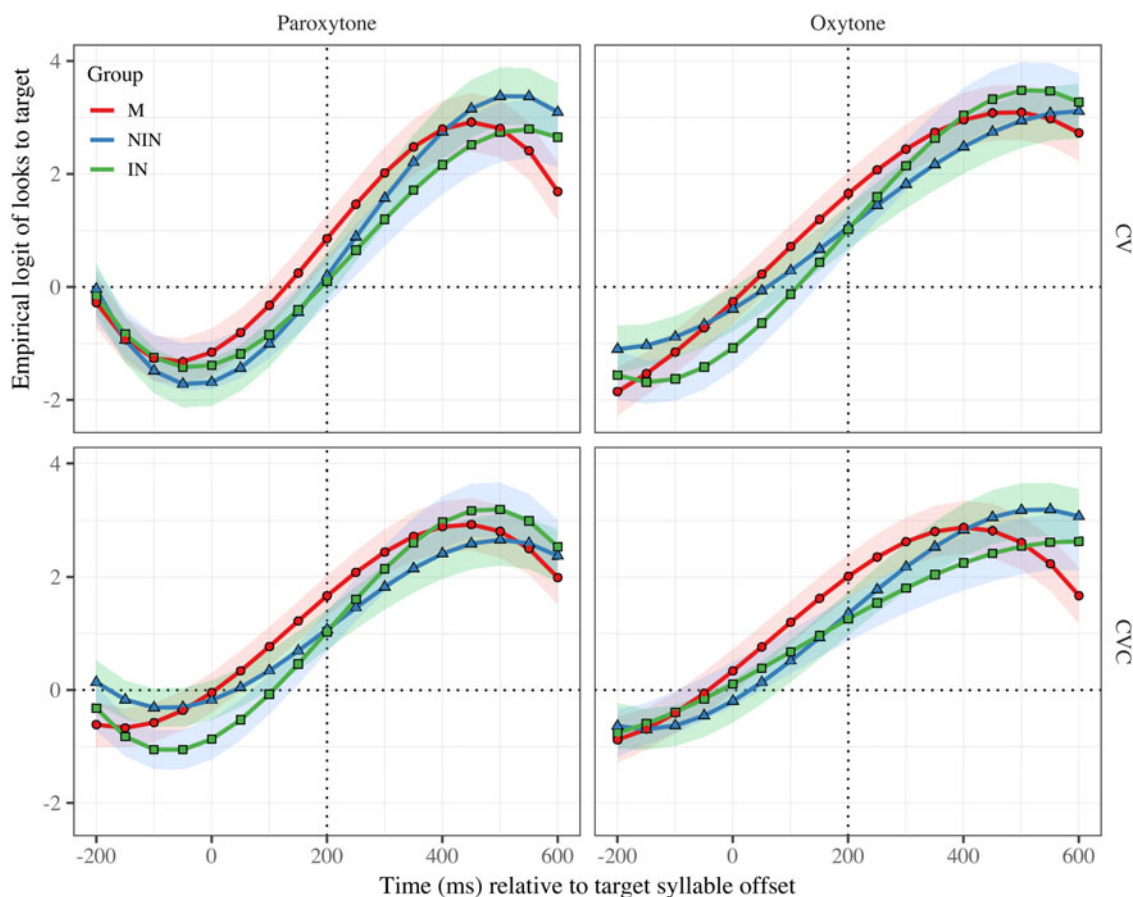 Paroxytone Oxytone
Group
M
NIN
IN
4
2
0
-2
CV
4
2
0
-2
CVC
Empirical logit of looks to target
-200 0 200 400 600 -200 0 200 400 600
Time (ms) relative to target syllable offset